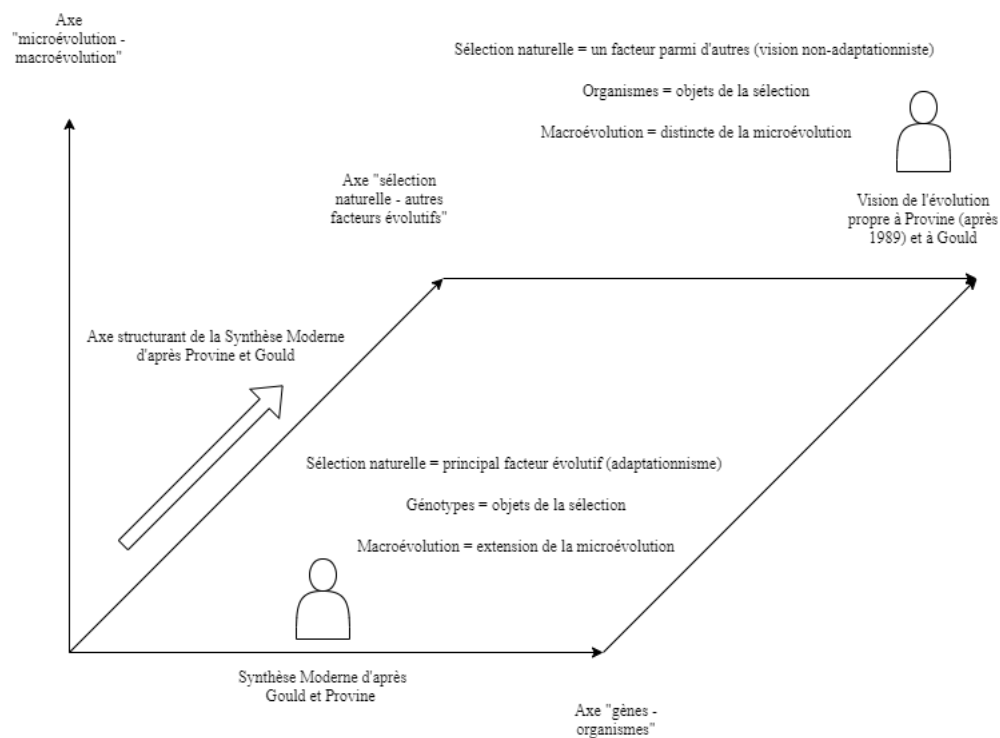 Axe
"microévolution -
macroévolution"
Sélection naturelle = un facteur parmi d'autres (vision non-adaptationniste)
Organismes = objets de la sélection
Macroévolution = distincte de la microévolution
Axe "sélection
naturelle - autres
facteurs évolutifs"
Vision de l'évolution
propre à Provine (après
1989) et à Gould
Axe structurant de la Synthèse Moderne
d'après Provine et Gould
Sélection naturelle = principal facteur évolutif (adaptationnisme)
Génotypes = objets de la sélection
Macroévolution = extension de la microévolution
Synthèse Moderne d'après
Gould et Provine
Axe "gènes -
organismes"